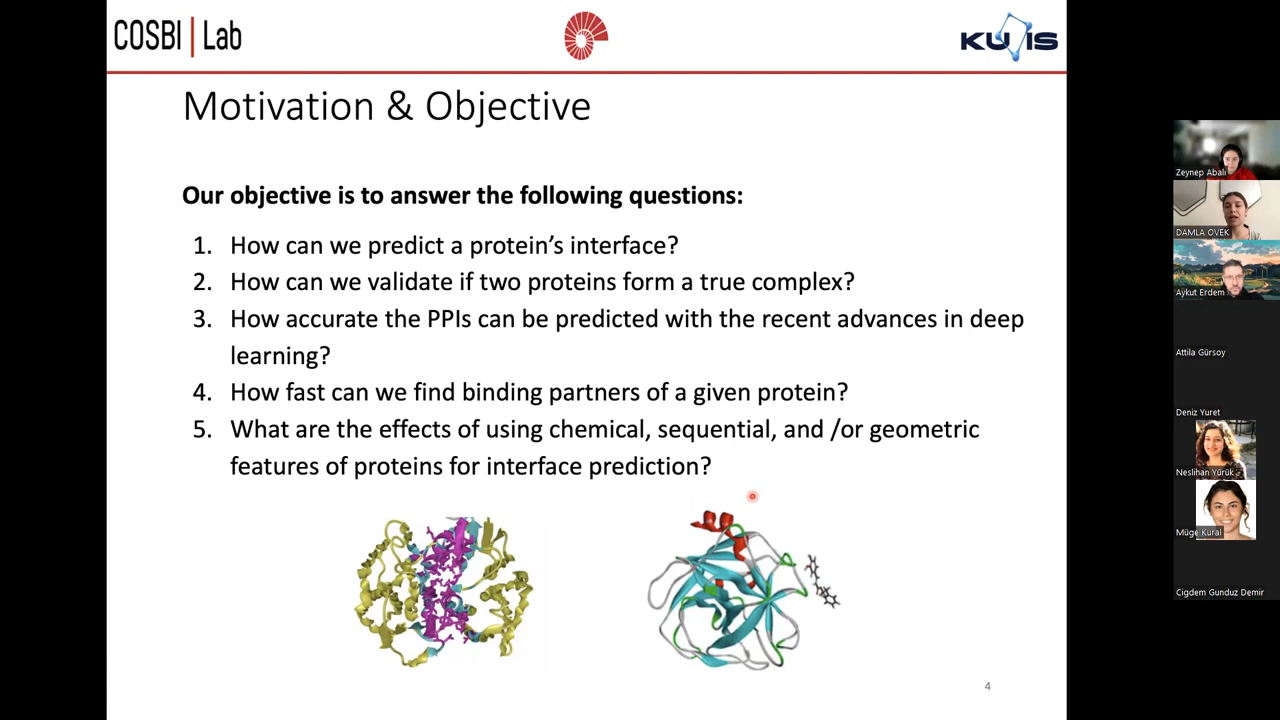 COSBI | Lab
KUIS
Motivation & Objective
Our objective is to answer the following questions:
1. How can we predict a protein’s interface?
2. How can we validate if two proteins form a true complex?
3. How accurate the PPIs can be predicted with the recent advances in deep
learning?
4. How fast can we find binding partners of a given protein?
5. What are the effects of using chemical, sequential, and /or geometric
features of proteins for interface prediction?
4
Zeynep Abalı
DAMLA OVEK
Aykut Erdem
Attila Gürsoy
Deniz Yuret
Neslihan Yürük...
Müge Kural
Cigdem Gunduz Demir